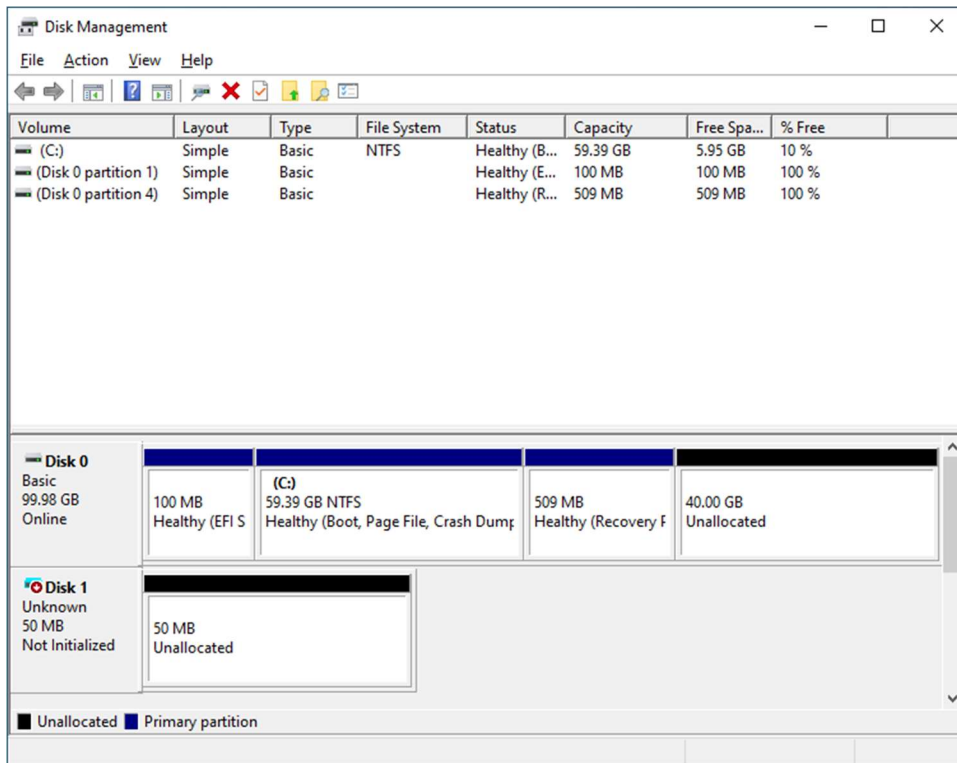 Disk Management
File Action View Help
Volume Layout Type File System Status Capacity Free Spa... % Free
(C:) Simple Basic NTFS Healthy (B... 59.39 GB 5.95 GB 10 %
(Disk 0 partition 1) Simple Basic Healthy (E... 100 MB 100 MB 100 %
(Disk 0 partition 4) Simple Basic Healthy (R... 509 MB 509 MB 100 %
Disk 0
Basic
99.98 GB
Online
100 MB
Healthy (EFI S
(C:)
59.39 GB NTFS
Healthy (Boot, Page File, Crash Dump
509 MB
Healthy (Recovery P
40.00 GB
Unallocated
Disk 1
Unknown
50 MB
Not Initialized
50 MB
Unallocated
Unallocated Primary partition